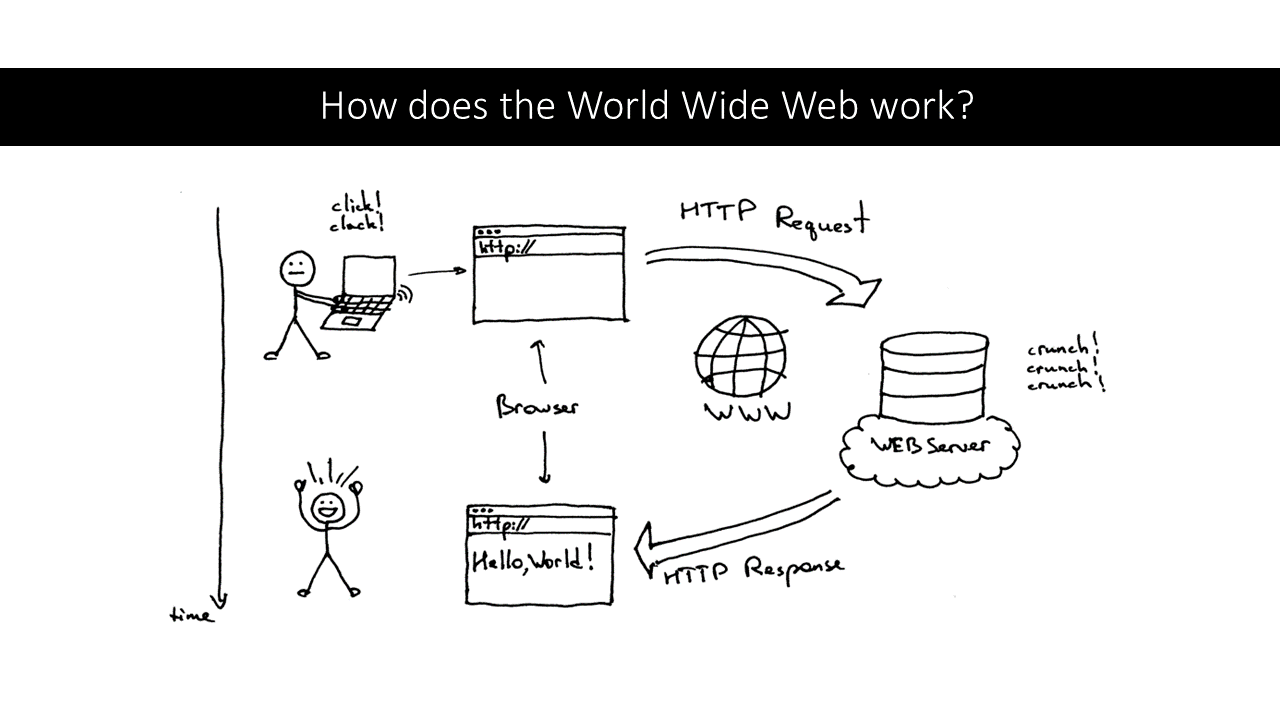 How does the World Wide Web work?
click!
clack!
HTTP Request
http://
crunch!
crunch!
crunch!
WWW
Browser
WEB Server
http://
Hello, World!
HTTP Response
time